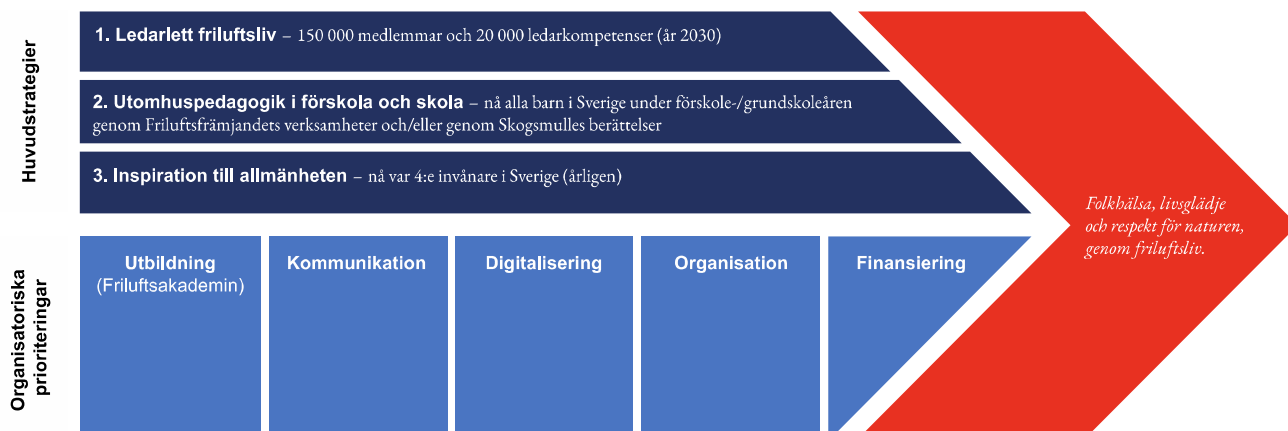 Huvudstrategier
1. Ledarlett friluftsliv – 150 000 medlemmar och 20 000 ledarkompetenser (år 2030)
2. Utomhuspedagogik i förskola och skola – nå alla barn i Sverige under förskole-/grundskoleåren
genom Friluftsfrämjandets verksamheter och/eller genom Skogsmulles berättelser
3. Inspiration till allmänheten – nå var 4:e invånare i Sverige (årligen)
Folkhälsa, livsglädje
och respekt för naturen,
genom friluftsliv.
Organisatoriska
prioriteringar
Utbildning
(Friluftsakademin)
Kommunikation
Digitalisering
Organisation
Finansiering